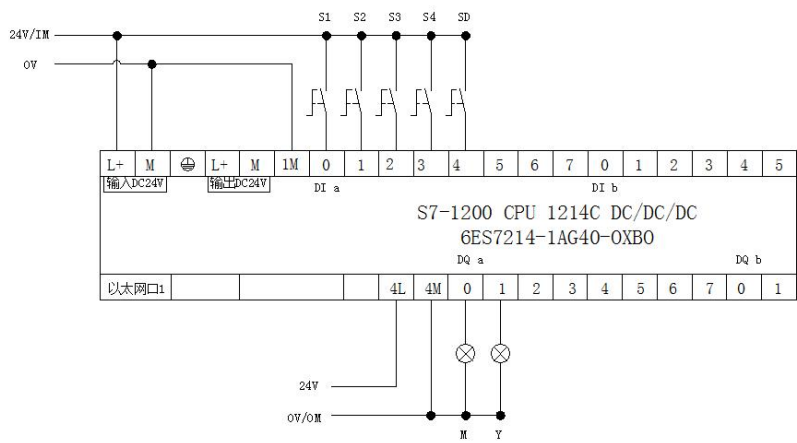 S1 S2 S3 S4 SD
24V/IM
0V
L+ M L+ M 1M 0 1 2 3 4 5 6 7 0 1 2 3 4 5
输入DC24V 输出DC24V
DI a DI b
S7-1200 CPU 1214C DC/DC/DC
6ES7214-1AG40-0XB0
DQ a DQ b
以太网口1 4L 4M 0 1 2 3 4 5 6 7 0 1
24V
0V/0M
M Y